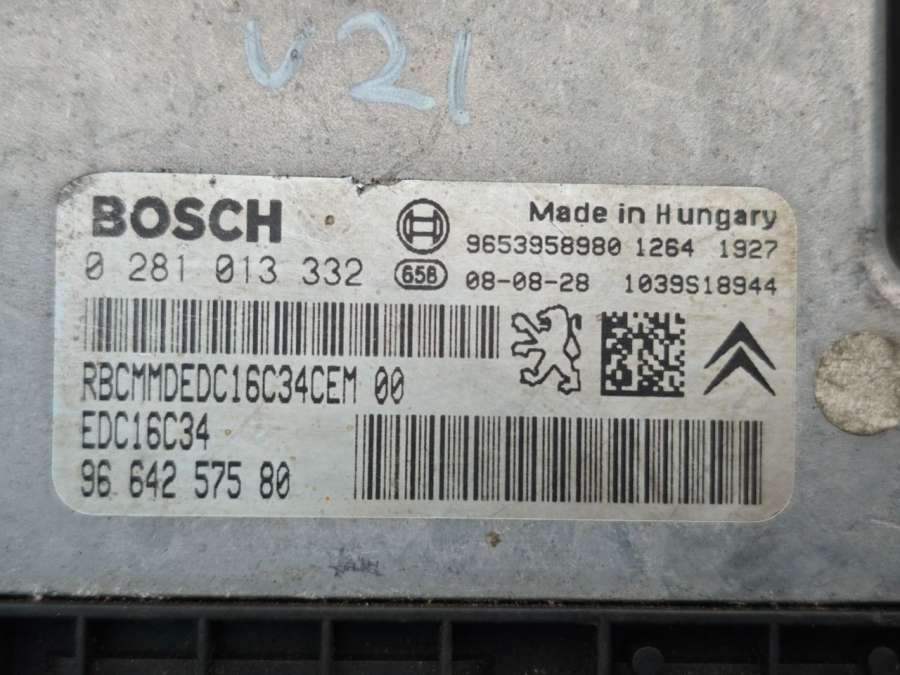 V21
BOSCH
Made in Hungary
9653958980 1264 1927
0 281 013 332
658
08-08-28 1039S18944
RBCMMDEDC16C34CEM 00
EDC16C34
96 642 575 80